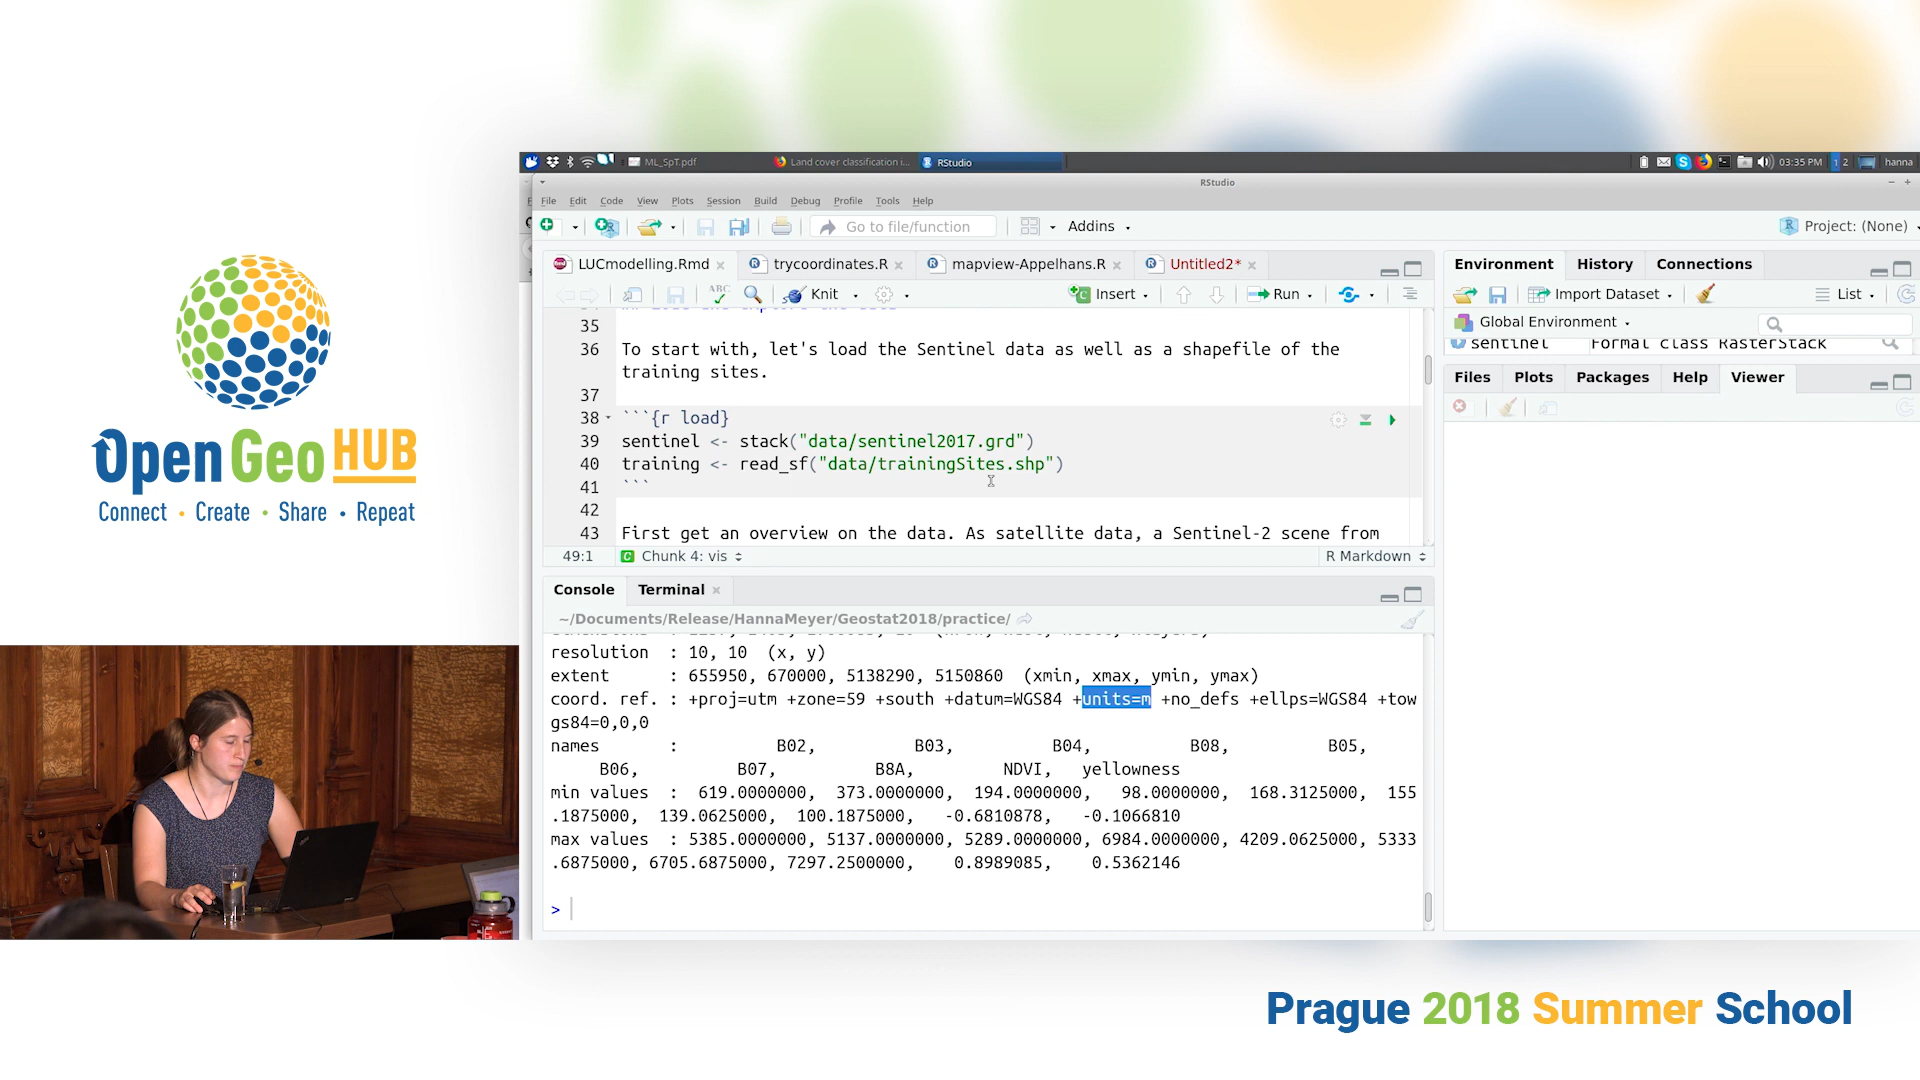 OpenGeoHUB
Connect • Create • Share • Repeat
ML_SpT.pdf
Land cover classification i...
RStudio
03:35 PM
1 2
hanna
RStudio
File Edit Code View Plots Session Build Debug Profile Tools Help
Go to file/function
Addins
Project: (None)
LUCmodelling.Rmd
trycoordinates.R
mapview-Appelhans.R
Untitled2*
ABC
Knit
Insert
Run
35
36 To start with, let's load the Sentinel data as well as a shapefile of the
training sites.
37
38 ```{r load}
39 sentinel <- stack("data/sentinel2017.grd")
40 training <- read_sf("data/trainingSites.shp")
41 ```
42
43 First get an overview on the data. As satellite data, a Sentinel-2 scene from
49:1 Chunk 4: vis R Markdown
Console Terminal
~/Documents/Release/HannaMeyer/Geostat2018/practice/
resolution : 10, 10 (x, y)
extent : 655950, 670000, 5138290, 5150860 (xmin, xmax, ymin, ymax)
coord. ref. : +proj=utm +zone=59 +south +datum=WGS84 +units=m +no_defs +ellps=WGS84 +tow
gs84=0,0,0
names : B02, B03, B04, B08, B05,
B06, B07, B8A, NDVI, yellowness
min values : 619.0000000, 373.0000000, 194.0000000, 98.0000000, 168.3125000, 155
.1875000, 139.0625000, 100.1875000, -0.6810878, -0.1066810
max values : 5385.0000000, 5137.0000000, 5289.0000000, 6984.0000000, 4209.0625000, 5333
.6875000, 6705.6875000, 7297.2500000, 0.8989085, 0.5362146
>
Environment History Connections
Import Dataset
List
Global Environment
sentinel Formal class RasterStack
Files Plots Packages Help Viewer
Prague 2018 Summer School